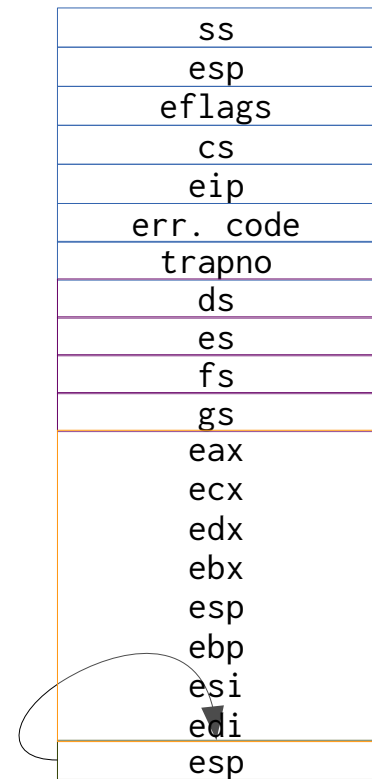 ss
esp
eflags
cs
eip
err. code
trapno
ds
es
fs
gs
eax
ecx
edx
ebx
esp
ebp
esi
edi
esp